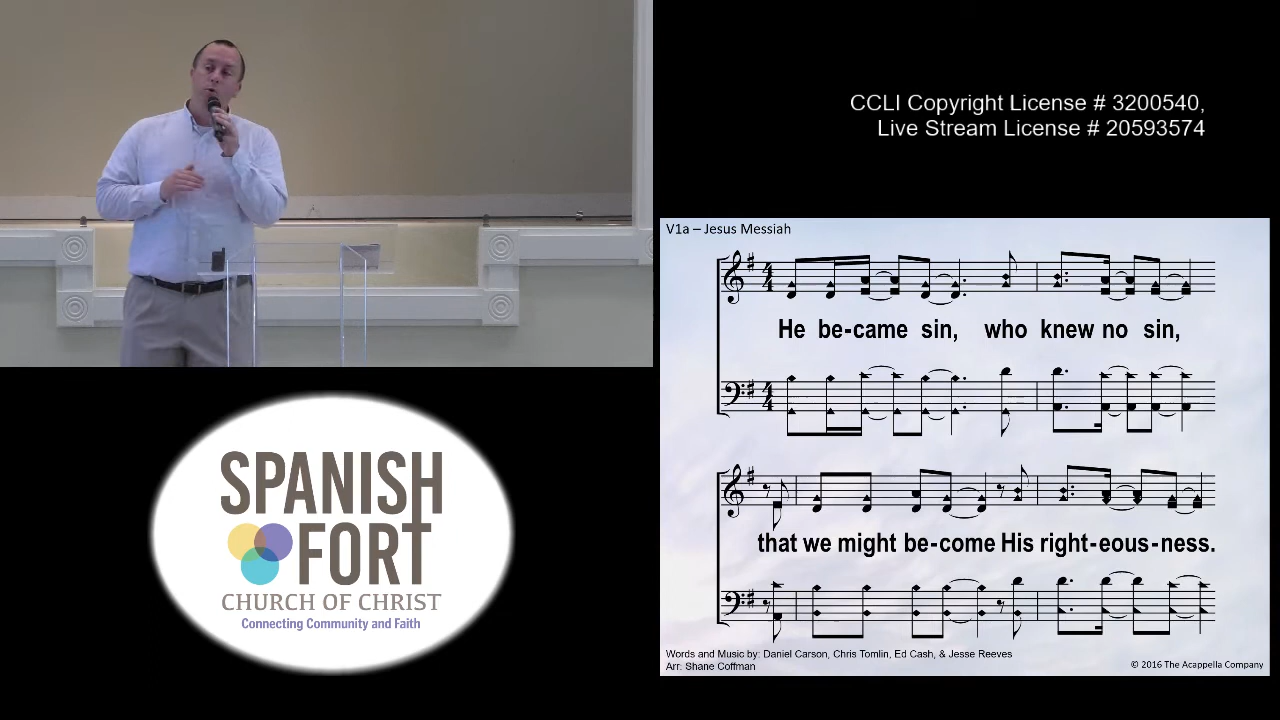 CCLI Copyright License # 3200540,
Live Stream License # 20593574
V1a – Jesus Messiah
He be-came sin, who knew no sin,
that we might be-come His right-eous-ness.
Words and Music by: Daniel Carson, Chris Tomlin, Ed Cash, & Jesse Reeves
Arr: Shane Coffman
© 2016 The Acappella Company
SPANISH
FORT
CHURCH OF CHRIST
Connecting Community and Faith